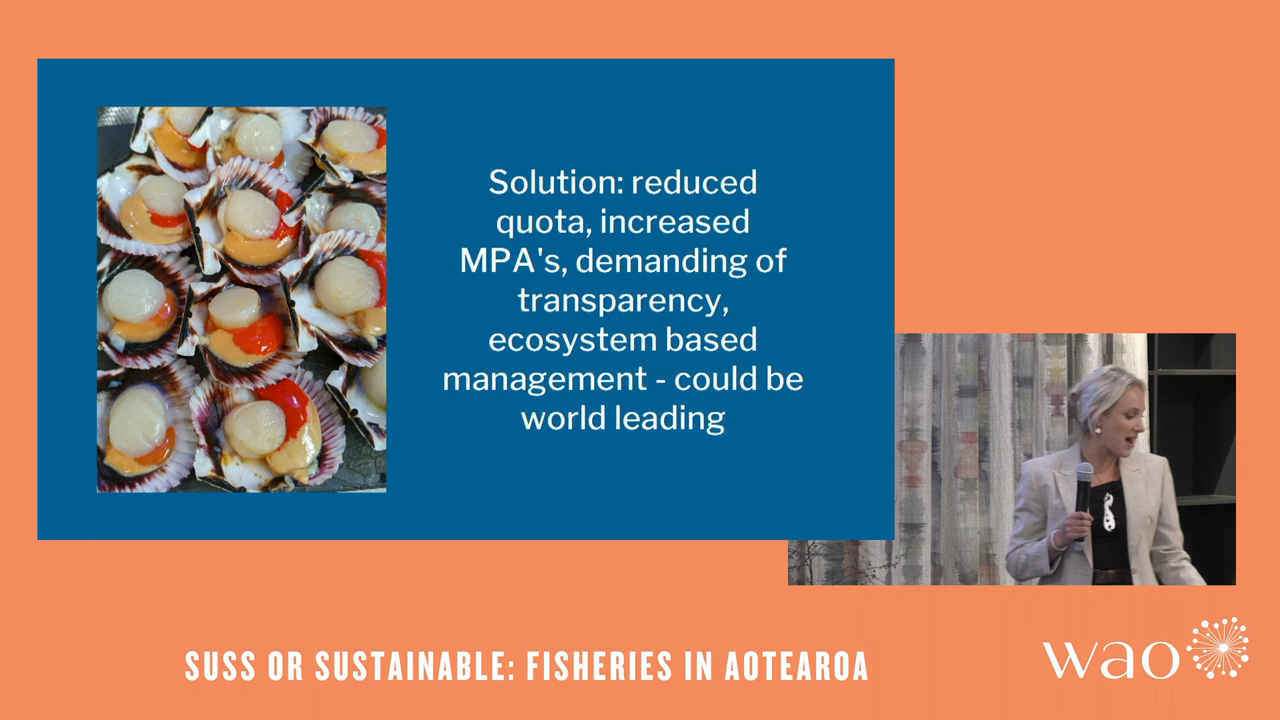 Solution: reduced
quota, increased
MPA's, demanding of
transparency,
ecosystem based
management - could be
world leading
SUSS OR SUSTAINABLE: FISHERIES IN AOTEAROA
wao